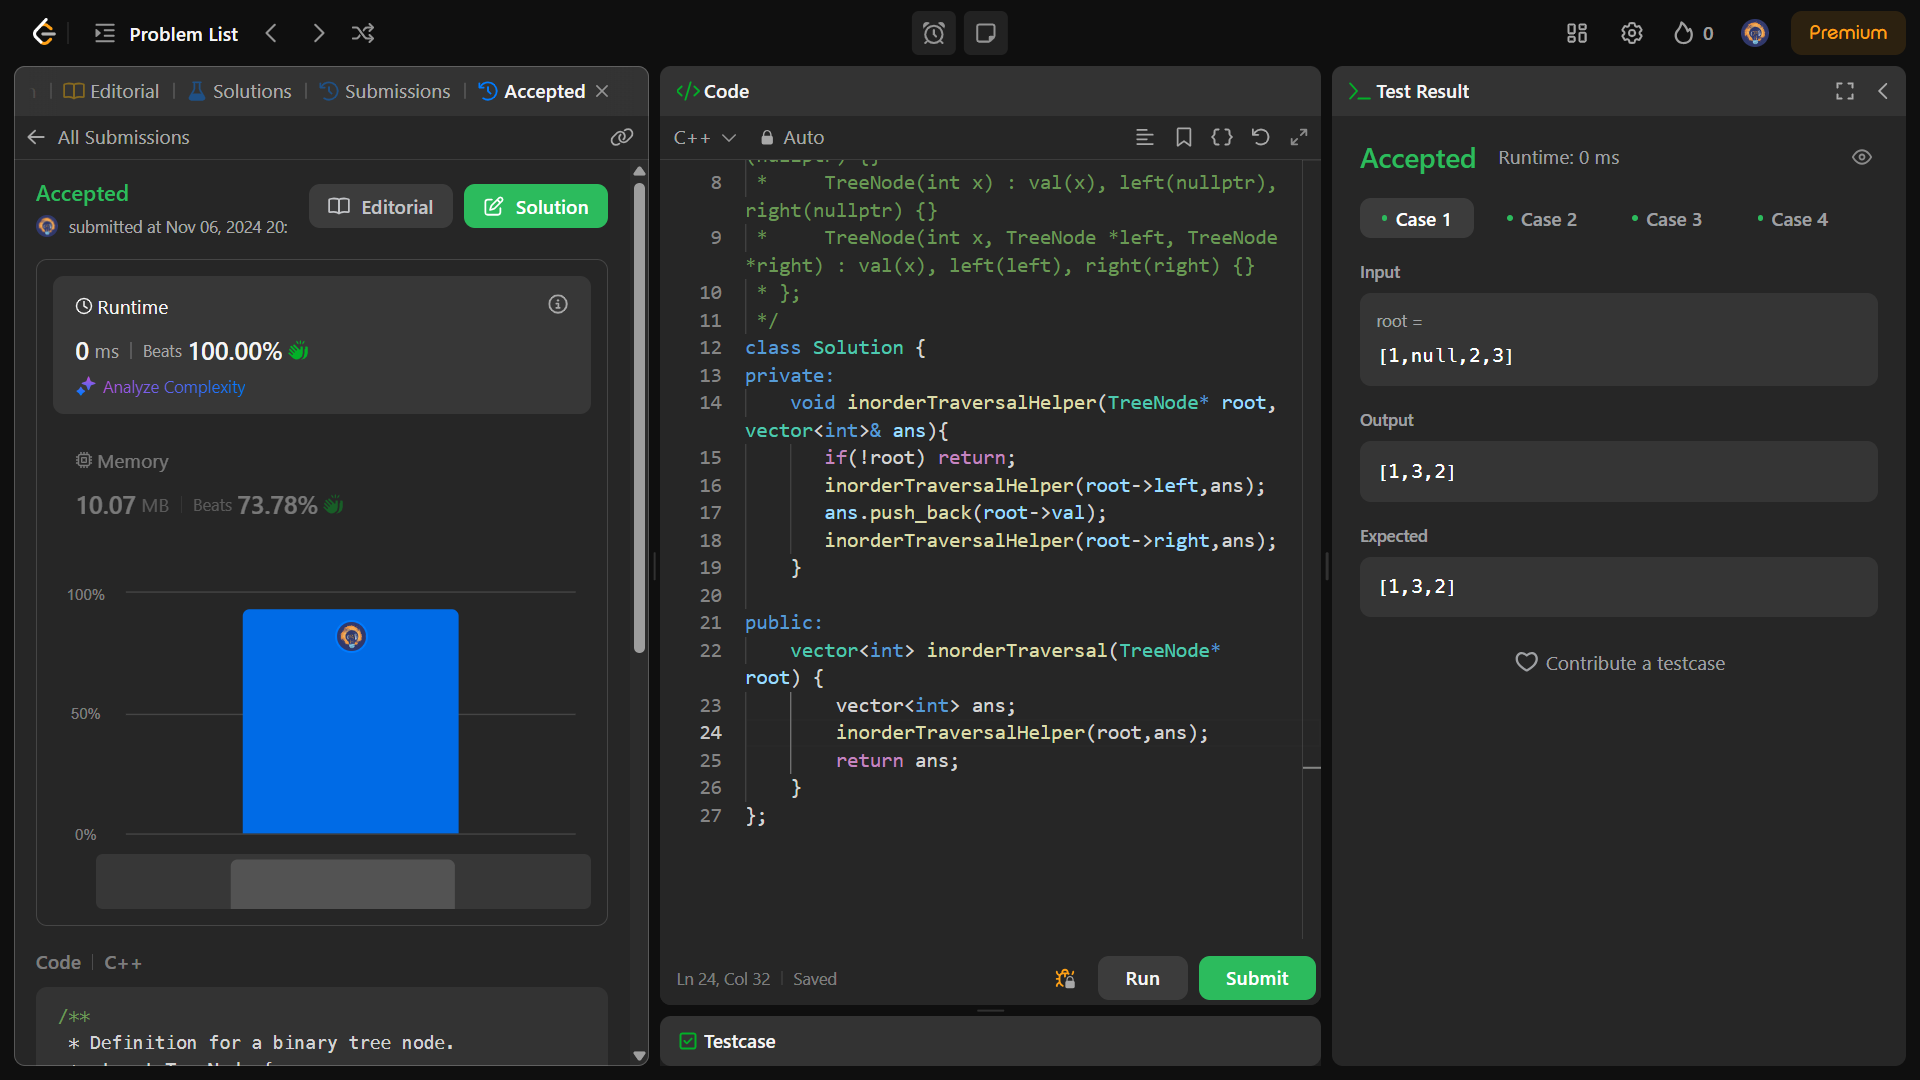 Problem List
0
Premium
Editorial
Solutions
Submissions
Accepted
All Submissions
Accepted
submitted at Nov 06, 2024 20:
Editorial
Solution
Runtime
0 ms
Beats 100.00%
Analyze Complexity
Memory
10.07 MB
Beats 73.78%
100%
50%
0%
Code
C++
/**
* Definition for a binary tree node.
Code
C++
Auto
8 * TreeNode(int x) : val(x), left(nullptr),
right(nullptr) {}
9 * TreeNode(int x, TreeNode *left, TreeNode
*right) : val(x), left(left), right(right) {}
10 * };
11 */
12 class Solution {
13 private:
14 void inorderTraversalHelper(TreeNode* root,
vector<int>& ans){
15 if(!root) return;
16 inorderTraversalHelper(root->left,ans);
17 ans.push_back(root->val);
18 inorderTraversalHelper(root->right,ans);
19 }
20
21 public:
22 vector<int> inorderTraversal(TreeNode*
root) {
23 vector<int> ans;
24 inorderTraversalHelper(root,ans);
25 return ans;
26 }
27 };
Ln 24, Col 32
Saved
Run
Submit
Testcase
Test Result
Accepted
Runtime: 0 ms
Case 1
Case 2
Case 3
Case 4
Input
root =
[1,null,2,3]
Output
[1,3,2]
Expected
[1,3,2]
Contribute a testcase